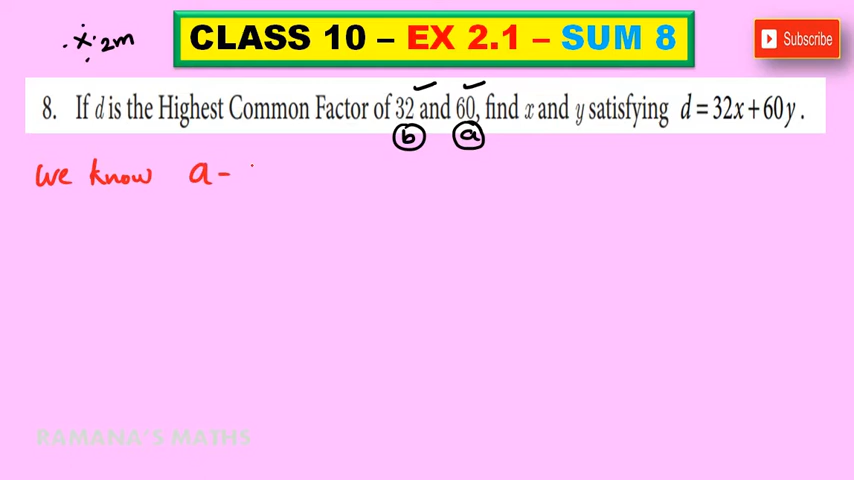 CLASS 10 – EX 2.1 – SUM 8
Subscribe
2m
8. If d is the Highest Common Factor of 32 and 60, find x and y satisfying d = 32x + 60y.
b a
we know a -
RAMANA'S MATHS